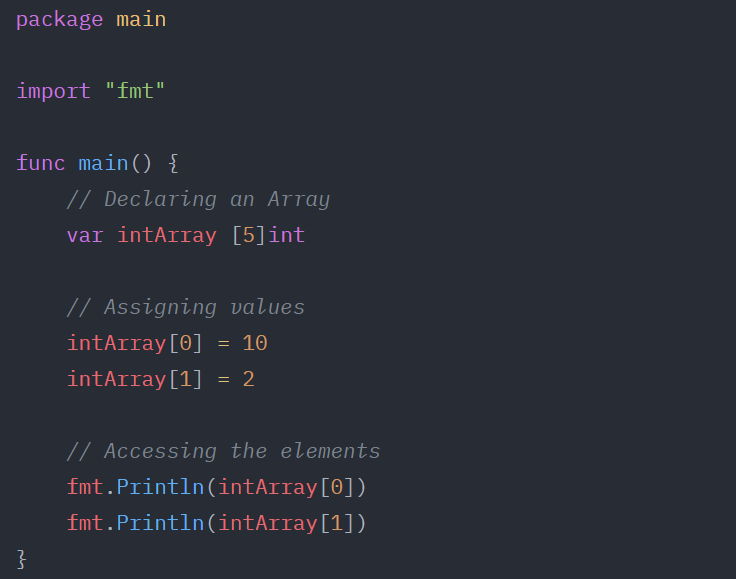 package main
import "fmt"
func main() {
// Declaring an Array
var intArray [5]int
// Assigning values
intArray[0] = 10
intArray[1] = 2
// Accessing the elements
fmt.Println(intArray[0])
fmt.Println(intArray[1])
}